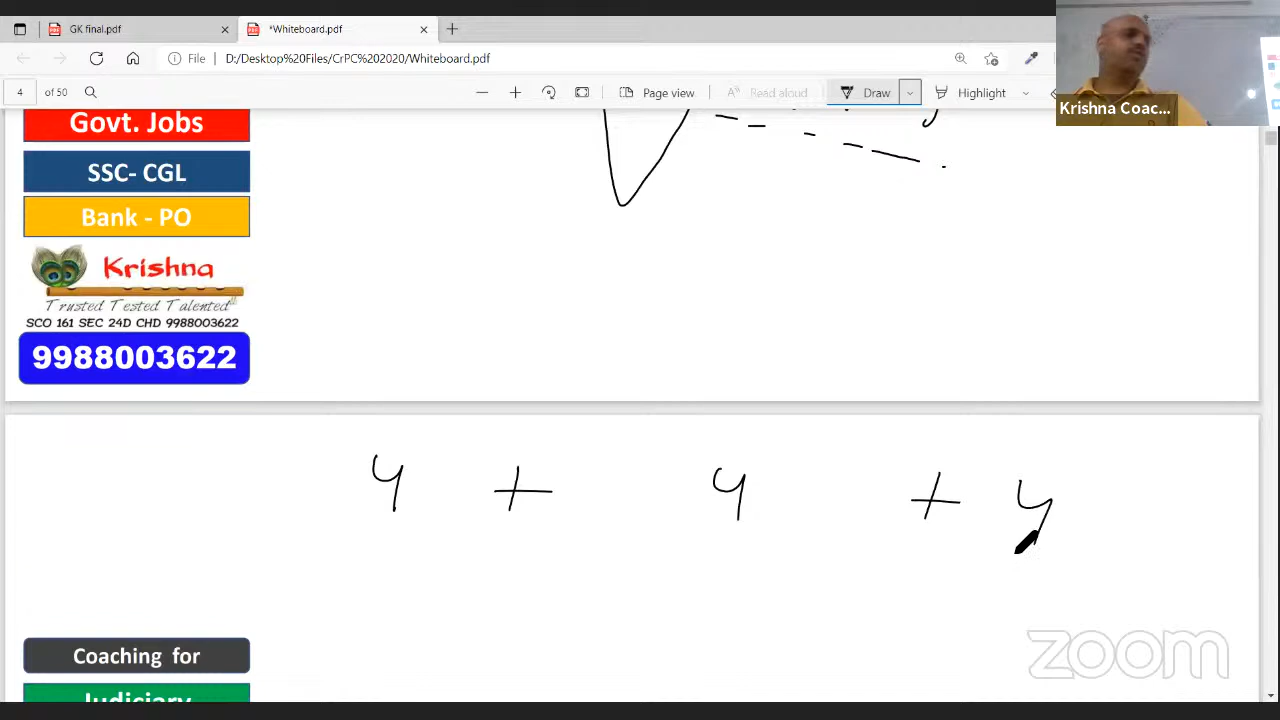 GK final.pdf
*Whiteboard.pdf
File D:/Desktop%20Files/CrPC%202020/Whiteboard.pdf
4 of 50
Page view
Read aloud
Draw
Highlight
Krishna Coac...
Govt. Jobs
SSC- CGL
Bank - PO
Krishna
Trusted Tested Talented"
SCO 161 SEC 24D CHD 9988003622
9988003622
4 + 4 + 4
Coaching for
Judiciary
zoom